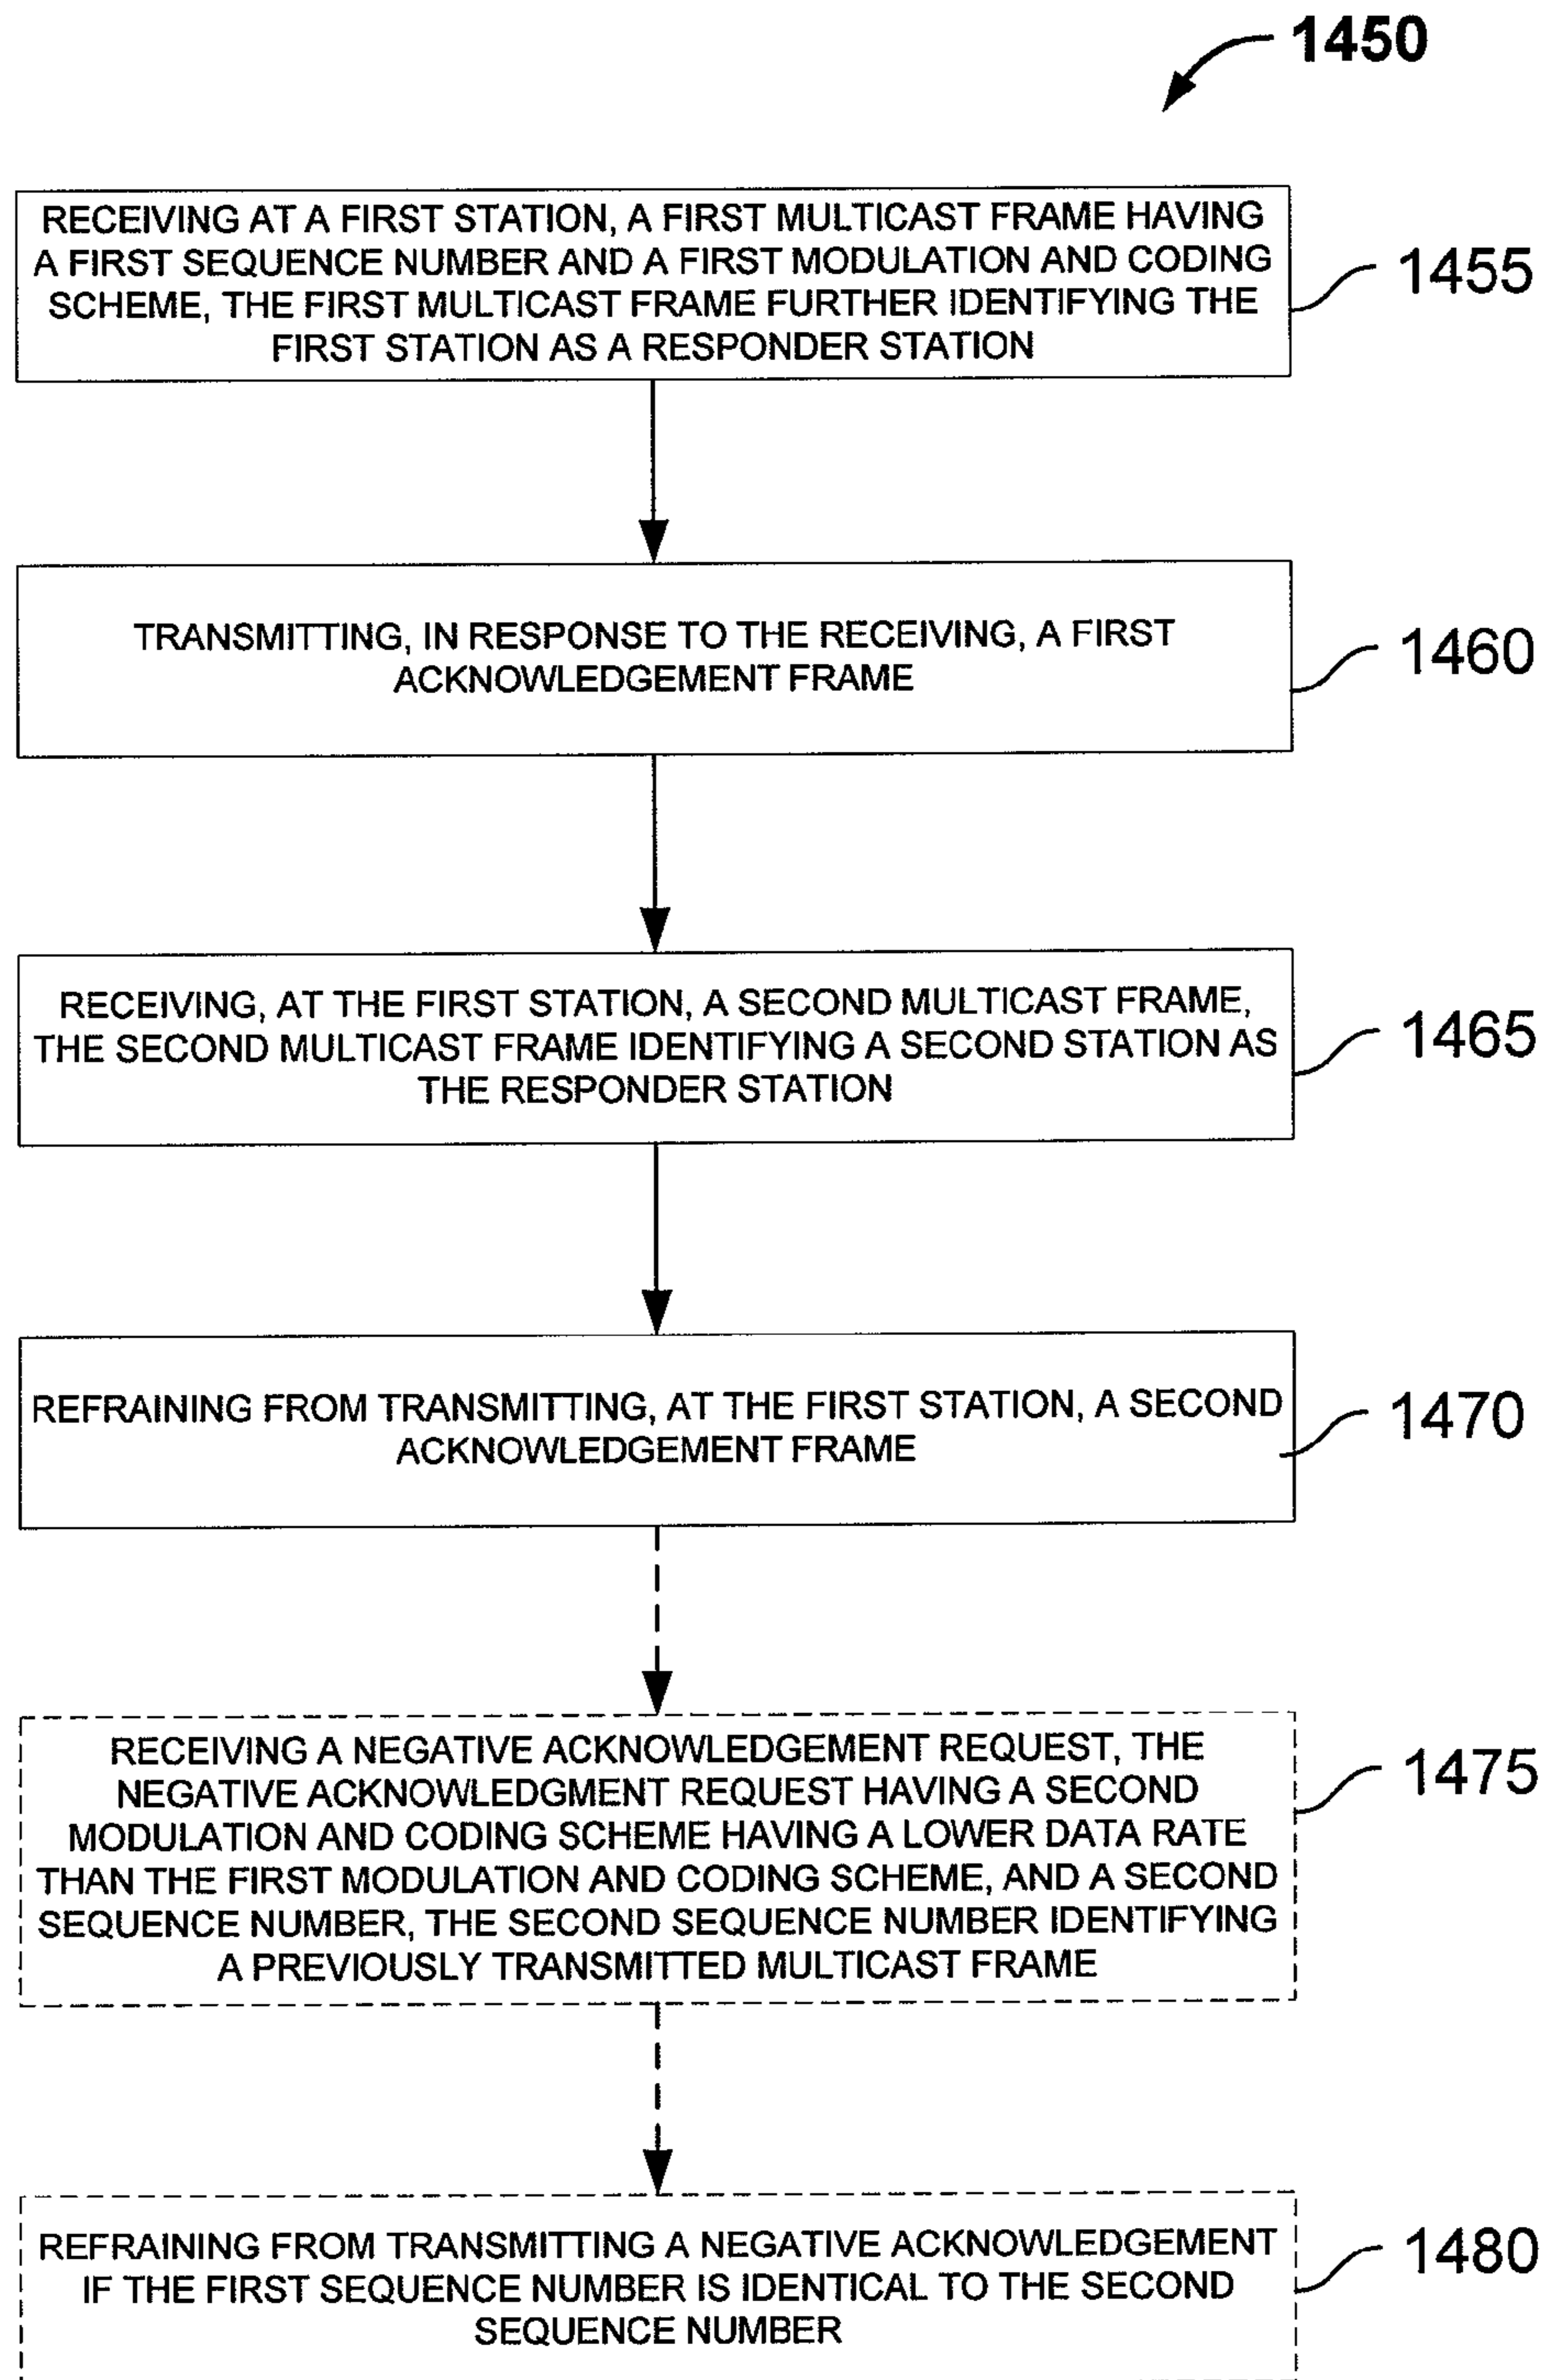 1450
RECEIVING AT A FIRST STATION, A FIRST MULTICAST FRAME HAVING
A FIRST SEQUENCE NUMBER AND A FIRST MODULATION AND CODING
SCHEME, THE FIRST MULTICAST FRAME FURTHER IDENTIFYING THE
FIRST STATION AS A RESPONDER STATION
1455
TRANSMITTING, IN RESPONSE TO THE RECEIVING, A FIRST
ACKNOWLEDGEMENT FRAME
1460
RECEIVING, AT THE FIRST STATION, A SECOND MULTICAST FRAME,
THE SECOND MULTICAST FRAME IDENTIFYING A SECOND STATION AS
THE RESPONDER STATION
1465
REFRAINING FROM TRANSMITTING, AT THE FIRST STATION, A SECOND
ACKNOWLEDGEMENT FRAME
1470
RECEIVING A NEGATIVE ACKNOWLEDGEMENT REQUEST, THE
NEGATIVE ACKNOWLEDGMENT REQUEST HAVING A SECOND
MODULATION AND CODING SCHEME HAVING A LOWER DATA RATE
THAN THE FIRST MODULATION AND CODING SCHEME, AND A SECOND
SEQUENCE NUMBER, THE SECOND SEQUENCE NUMBER IDENTIFYING
A PREVIOUSLY TRANSMITTED MULTICAST FRAME
1475
REFRAINING FROM TRANSMITTING A NEGATIVE ACKNOWLEDGEMENT
IF THE FIRST SEQUENCE NUMBER IS IDENTICAL TO THE SECOND
SEQUENCE NUMBER
1480